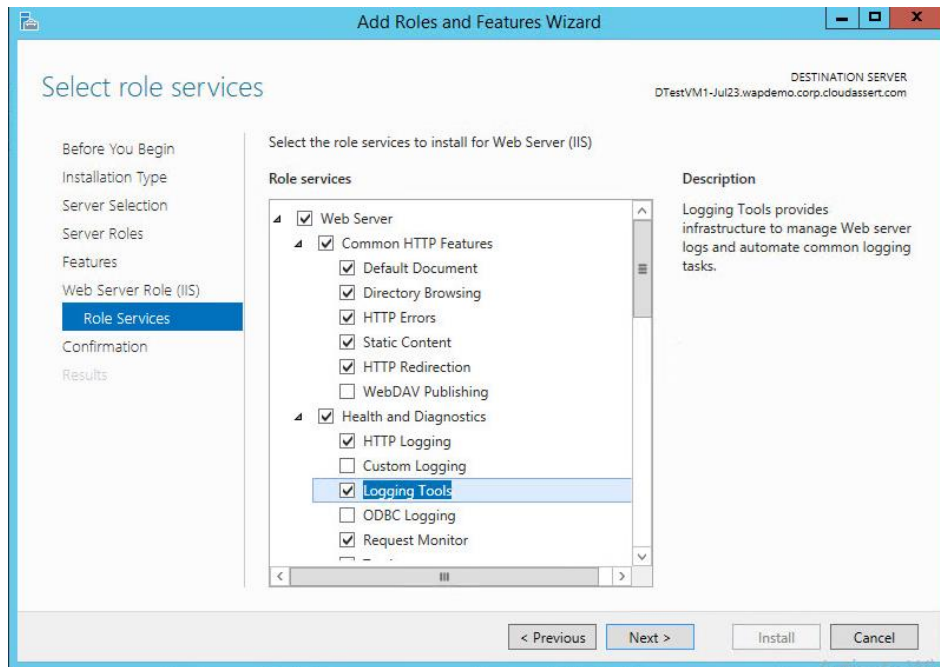 Add Roles and Features Wizard
Select role services
DESTINATION SERVER
DTestVM1-Jul23.wapdemo.corp.cloudassert.com
Before You Begin
Installation Type
Server Selection
Server Roles
Features
Web Server Role (IIS)
Role Services
Confirmation
Results
Select the role services to install for Web Server (IIS)
Role services
Web Server
Common HTTP Features
Default Document
Directory Browsing
HTTP Errors
Static Content
HTTP Redirection
WebDAV Publishing
Health and Diagnostics
HTTP Logging
Custom Logging
Logging Tools
ODBC Logging
Request Monitor
Description
Logging Tools provides
infrastructure to manage Web server
logs and automate common logging
tasks.
< Previous
Next >
Install
Cancel